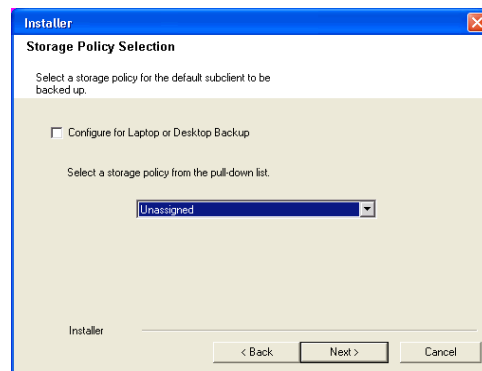 Installer
Storage Policy Selection
Select a storage policy for the default subclient to be
backed up.
Configure for Laptop or Desktop Backup
Select a storage policy from the pull-down list.
Unassigned
Installer
< Back Next > Cancel